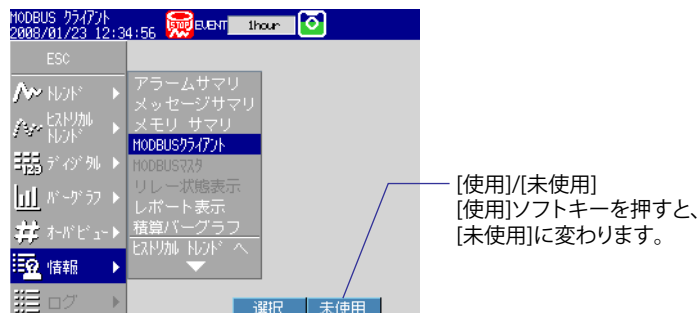 MODBUS クライアント
2008/01/23 12:34:56
STOP
EVENT
1hour
ESC
トレンド
ヒストリカル
トレンド
123
ディジタル
バーグラフ
オーバビュー
情報
ログ
アラームサマリ
メッセージサマリ
メモリ サマリ
MODBUSクライアント
MODBUSマスタ
リレー状態表示
レポート表示
積算バーグラフ
ヒストリカル トレンド へ
選択
未使用
[使用]/[未使用]
[使用]ソフトキーを押すと、
[未使用]に変わります。